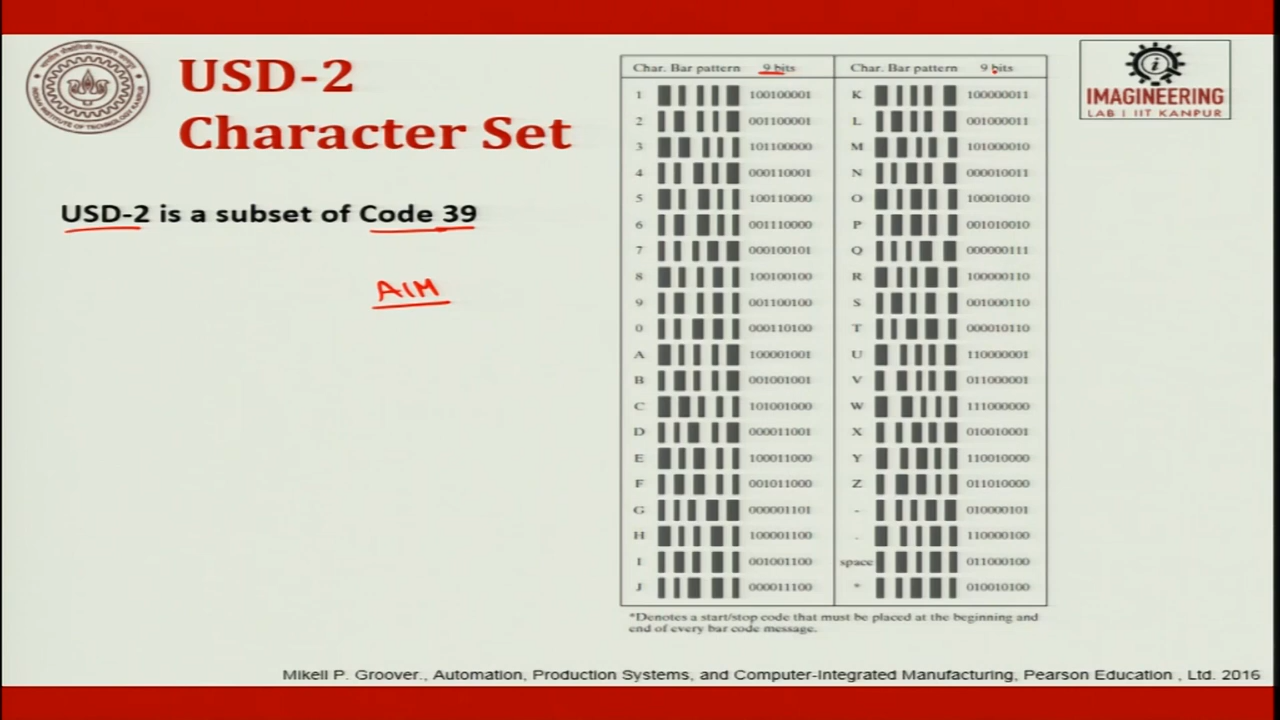 USD-2
Character Set
USD-2 is a subset of Code 39
AIM
Char. Bar pattern 9 bits
1 100100001
2 001100001
3 101100000
4 000110001
5 100110000
6 001110000
7 000100101
8 100100100
9 001100100
0 000110100
A 100001001
B 001001001
C 101001000
D 000011001
E 100011000
F 001011000
G 000001101
H 100001100
I 001001100
J 000011100
Char. Bar pattern 9 bits
K 100000011
L 001000011
M 101000010
N 000010011
O 100010010
P 001010010
Q 000000111
R 100000110
S 001000110
T 000010110
U 110000001
V 011000001
W 111000000
X 010010001
Y 110010000
Z 011010000
- 010000101
. 110000100
space 011000100
* 010010100
*Denotes a start/stop code that must be placed at the beginning and
end of every bar code message.
IMAGINEERING
LAB | IIT KANPUR
Mikell P. Groover., Automation, Production Systems, and Computer-Integrated Manufacturing, Pearson Education , Ltd. 2016